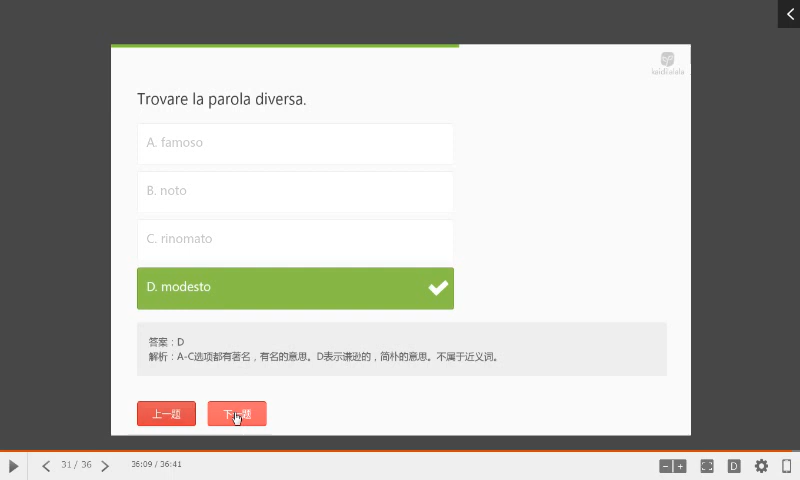 kaidialala
Trovare la parola diversa.
A. famoso
B. noto
C. rinomato
D. modesto
答案：D
解析：A-C选项都有著名，有名的意思。D表示谦逊的，简朴的意思。不属于近义词。
上一题
下一题
31 / 36
36:09 / 36:41
D